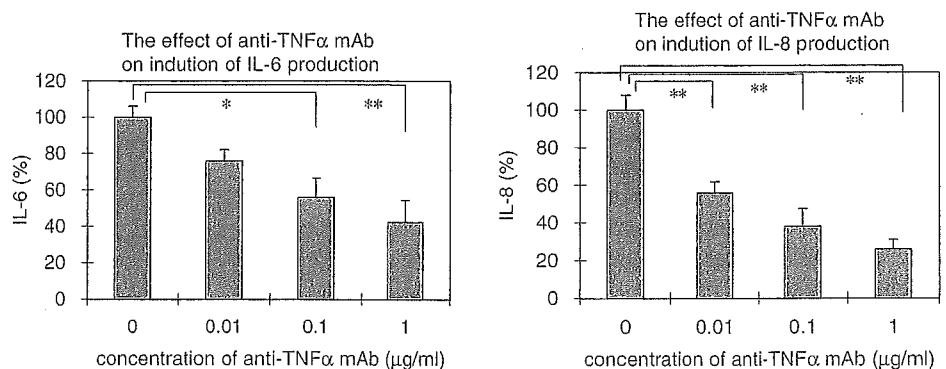 The effect of anti-TNFα mAb
on indution of IL-6 production
120
100
80
60
40
20
0
IL-6 (%)
*
**
0 0.01 0.1 1
concentration of anti-TNFα mAb (μg/ml)
The effect of anti-TNFα mAb
on indution of IL-8 production
120
100
80
60
40
20
0
IL-8 (%)
** ** **
0 0.01 0.1 1
concentration of anti-TNFα mAb (μg/ml)